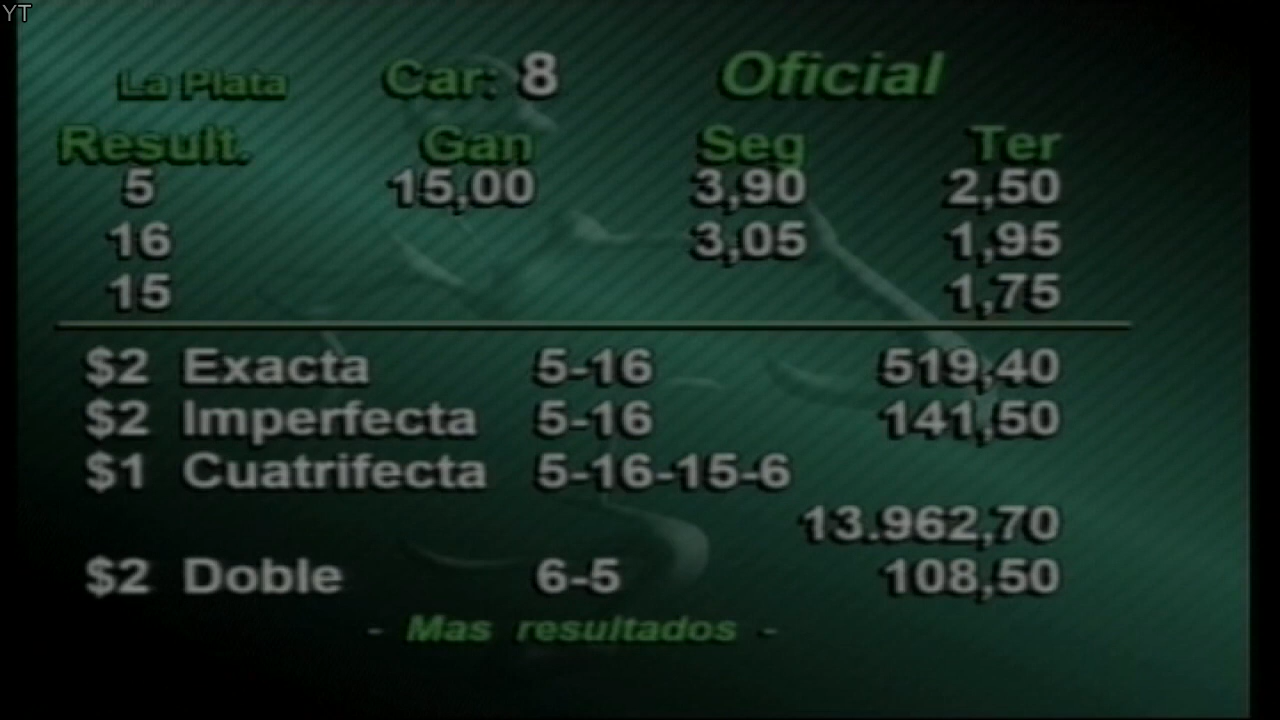 YT
La Plata Car: 8 Oficial
Result. Gan Seg Ter
5 15,00 3,90 2,50
16 3,05 1,95
15 1,75
$2 Exacta 5-16 519,40
$2 Imperfecta 5-16 141,50
$1 Cuatrifecta 5-16-15-6
13.962,70
$2 Doble 6-5 108,50
- Mas resultados -